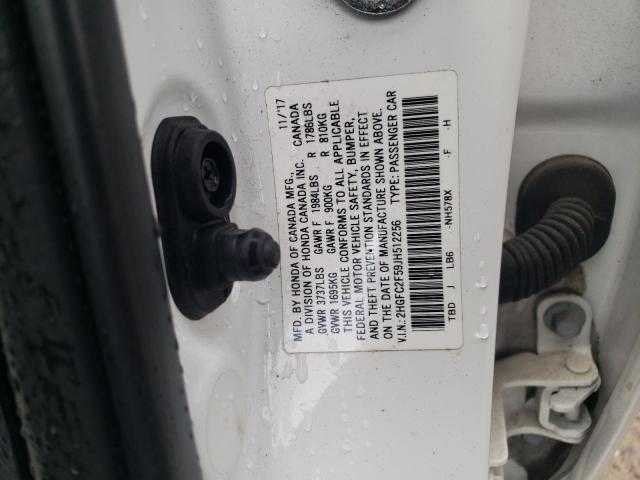 MFD. BY HONDA OF CANADA MFG., 11/'17
A DIVISION OF HONDA CANADA INC. CANADA
GVWR 3737LBS GAWR F 1984LBS R 1786LBS
GVWR 1695KG GAWR F 900KG R 810KG
THIS VEHICLE CONFORMS TO ALL APPLICABLE
FEDERAL MOTOR VEHICLE SAFETY, BUMPER,
AND THEFT PREVENTION STANDARDS IN EFFECT
ON THE DATE OF MANUFACTURE SHOWN ABOVE.
V.I.N.: 2HGFC2F59JH512256 TYPE: PASSENGER CAR
TBD J LB6 -NH578X -F -H